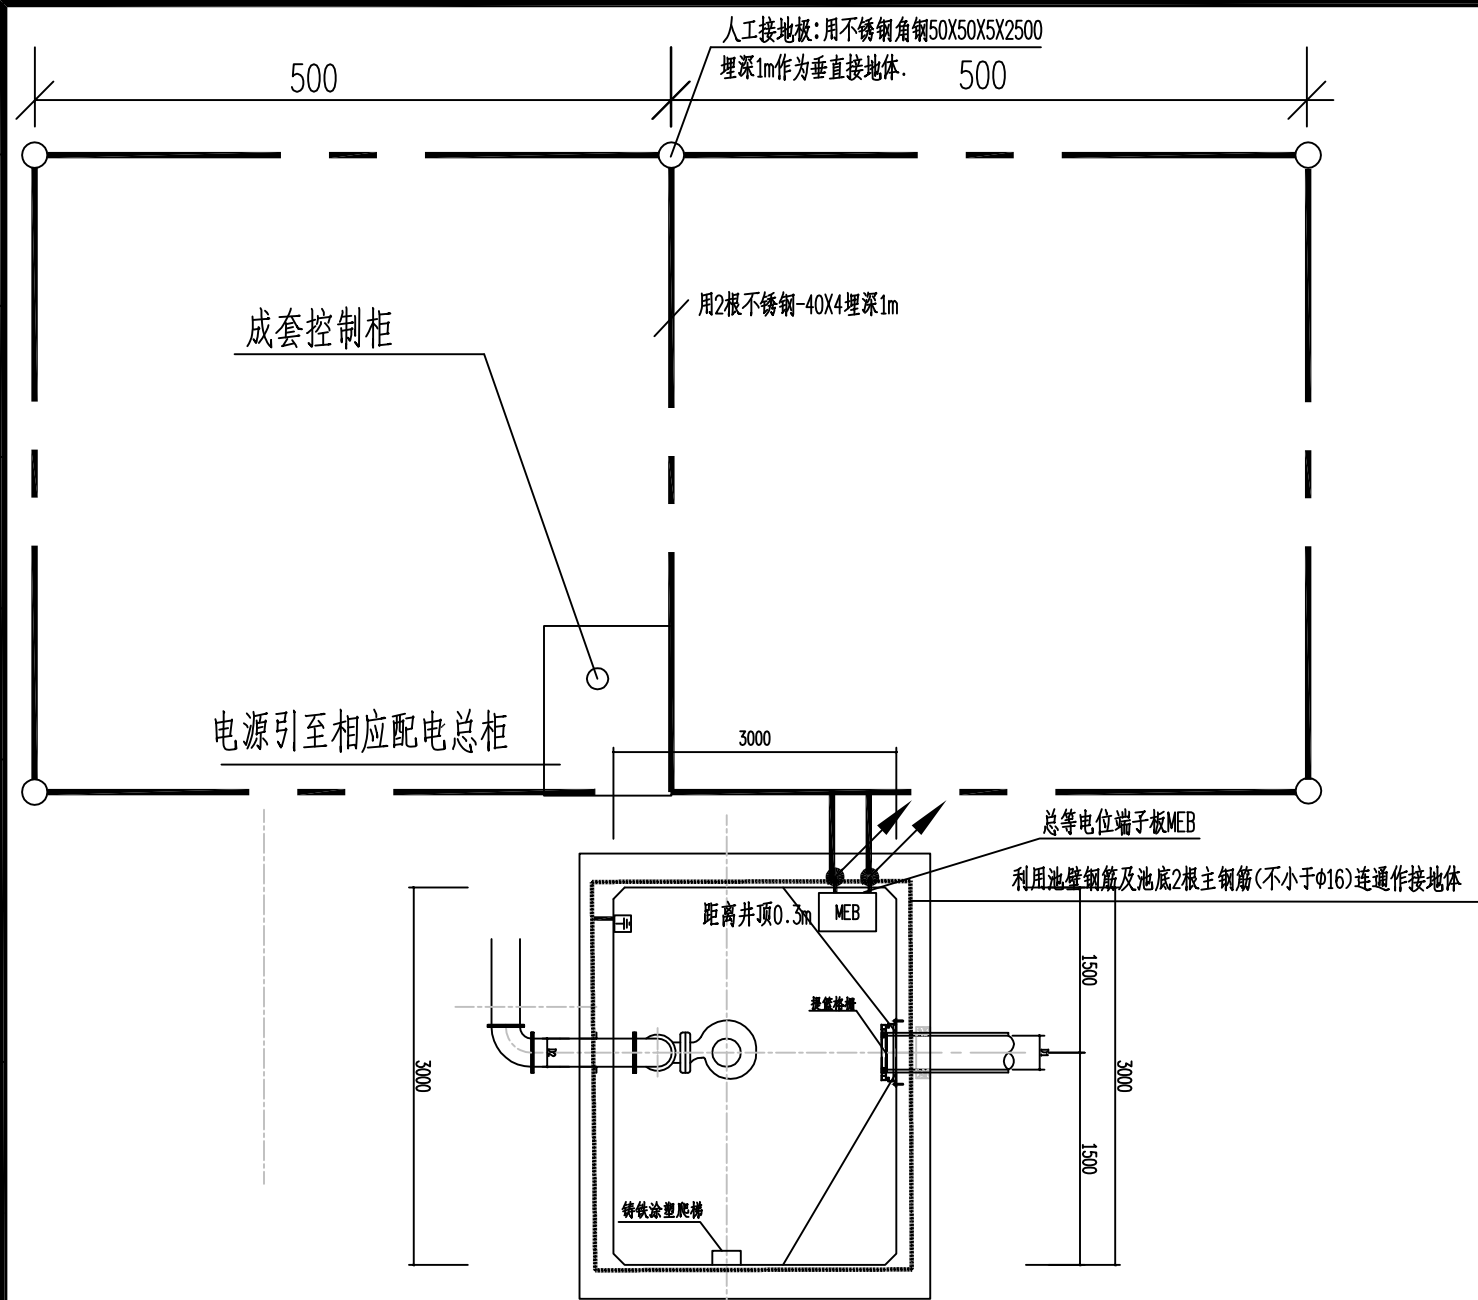 人工接地极:用不锈钢角钢50X50X5X2500
埋深1m作为垂直接地体.
500
500
用2根不锈钢-40X4埋深1m
成套控制柜
电源引至相应配电总柜
3000
总等电位端子板MEB
利用池壁钢筋及池底2根主钢筋(不小于Φ16)连通作接地体
距离井顶0.3m
MEB
1500
提篮格栅
D2
D1
3000
3000
1500
铸铁涂塑爬梯